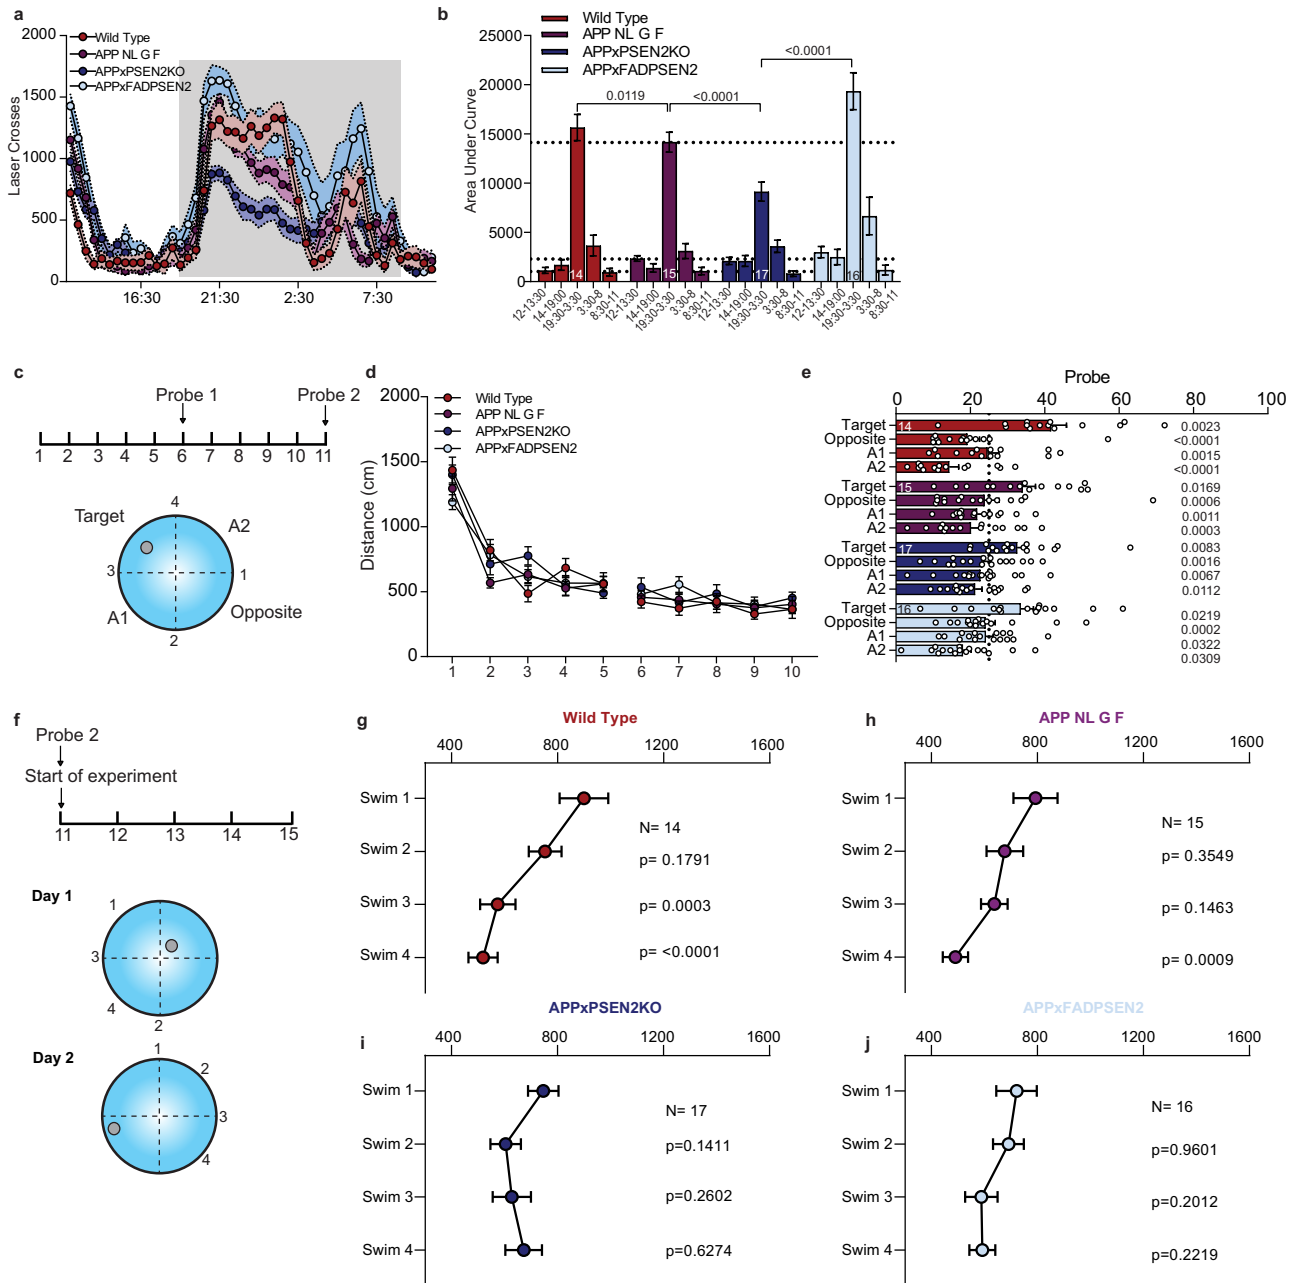 a
2000
1500
1000
500
0
Laser Crosses
Wild Type
APP NL G F
APPxPSEN2KO
APPxFADPSEN2
16:30 21:30 2:30 7:30
b
Wild Type
APP NL G F
APPxPSEN2KO
APPxFADPSEN2
25000
20000
15000
10000
5000
0
Area Under Curve
0.0119
<0.0001
<0.0001
14 15 17 16
12-13:30 14-19:00 19:30-3:30 3:30-8 8:30-11 12-13:30 14-19:00 19:30-3:30 3:30-8 8:30-11 12-13:30 14-19:00 19:30-3:30 3:30-8 8:30-11 12-13:30 14-19:00 19:30-3:30 3:30-8 8:30-11
c
Probe 1 Probe 2
1 2 3 4 5 6 7 8 9 10 11
4
Target A2
3 1
A1 Opposite
2
d
2000
1500
1000
500
0
Distance (cm)
Wild Type
APP NL G F
APPxPSEN2KO
APPxFADPSEN2
1 2 3 4 5 6 7 8 9 10
e
Probe
0 20 40 60 80 100
Target 14 0.0023
Opposite <0.0001
A1 0.0015
A2 <0.0001
Target 15 0.0169
Opposite 0.0006
A1 0.0011
A2 0.0003
Target 17 0.0083
Opposite 0.0016
A1 0.0067
A2 0.0112
Target 16 0.0219
Opposite 0.0002
A1 0.0322
A2 0.0309
f
Probe 2
Start of experiment
11 12 13 14 15
Day 1
1
3
4
2
Day 2
1
2
3
4
g
Wild Type
400 800 1200 1600
Swim 1
N= 14
Swim 2
p= 0.1791
Swim 3
p= 0.0003
Swim 4
p= <0.0001
h
APP NL G F
400 800 1200 1600
Swim 1
N= 15
Swim 2
p= 0.3549
Swim 3
p= 0.1463
Swim 4
p= 0.0009
i
APPxPSEN2KO
400 800 1200 1600
Swim 1
N= 17
Swim 2
p=0.1411
Swim 3
p=0.2602
Swim 4
p=0.6274
j
APPxFADPSEN2
400 800 1200 1600
Swim 1
N= 16
Swim 2
p=0.9601
Swim 3
p=0.2012
Swim 4
p=0.2219